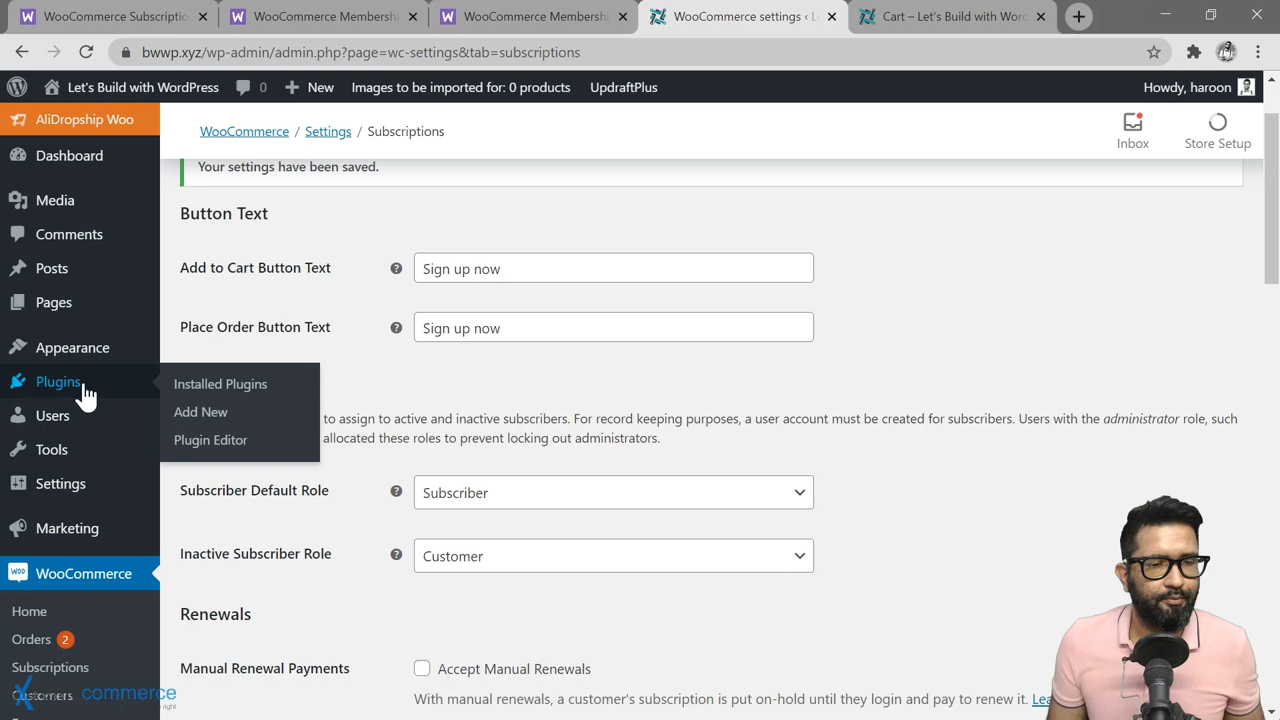 WooCommerce Subscriptio
WooCommerce Membershi
WooCommerce Membershi
WooCommerce settings ‹ L
Cart – Let's Build with Word
bwwp.xyz/wp-admin/admin.php?page=wc-settings&tab=subscriptions
Let's Build with WordPress
0
New
Images to be imported for: 0 products
UpdraftPlus
Howdy, haroon
AliDropship Woo
Dashboard
Media
Comments
Posts
Pages
Appearance
Plugins
Users
Tools
Settings
Marketing
WooCommerce
Home
Orders 2
Subscriptions
Customers
Installed Plugins
Add New
Plugin Editor
WooCommerce / Settings / Subscriptions
Inbox
Store Setup
Your settings have been saved.
Button Text
Add to Cart Button Text
Sign up now
Place Order Button Text
Sign up now
to assign to active and inactive subscribers. For record keeping purposes, a user account must be created for subscribers. Users with the administrator role, such
allocated these roles to prevent locking out administrators.
Subscriber Default Role
Subscriber
Inactive Subscriber Role
Customer
Renewals
Manual Renewal Payments
Accept Manual Renewals
With manual renewals, a customer's subscription is put on-hold until they login and pay to renew it. Lea
commerce